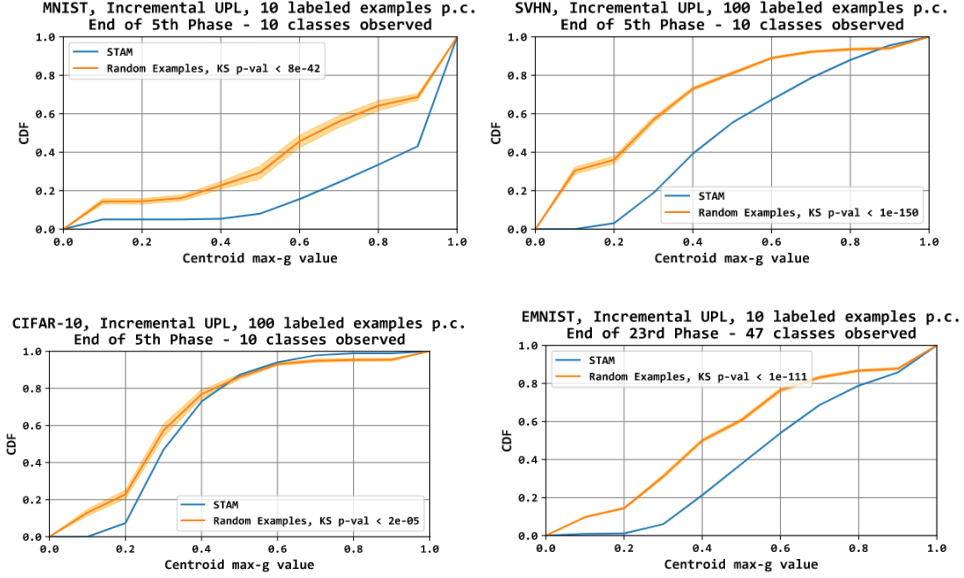 MNIST, Incremental UPL, 10 labeled examples p.c.
End of 5th Phase - 10 classes observed
1.0
0.8
0.6
0.4
0.2
0.0
CDF
STAM
Random Examples, KS p-val < 8e-42
0.0 0.2 0.4 0.6 0.8 1.0
Centroid max-g value
SVHN, Incremental UPL, 100 labeled examples p.c.
End of 5th Phase - 10 classes observed
1.0
0.8
0.6
0.4
0.2
0.0
CDF
STAM
Random Examples, KS p-val < 1e-150
0.0 0.2 0.4 0.6 0.8 1.0
Centroid max-g value
CIFAR-10, Incremental UPL, 100 labeled examples p.c.
End of 5th Phase - 10 classes observed
1.0
0.8
0.6
0.4
0.2
0.0
CDF
STAM
Random Examples, KS p-val < 2e-05
0.0 0.2 0.4 0.6 0.8 1.0
Centroid max-g value
EMNIST, Incremental UPL, 10 labeled examples p.c.
End of 23rd Phase - 47 classes observed
1.0
0.8
0.6
0.4
0.2
0.0
CDF
STAM
Random Examples, KS p-val < 1e-111
0.0 0.2 0.4 0.6 0.8 1.0
Centroid max-g value